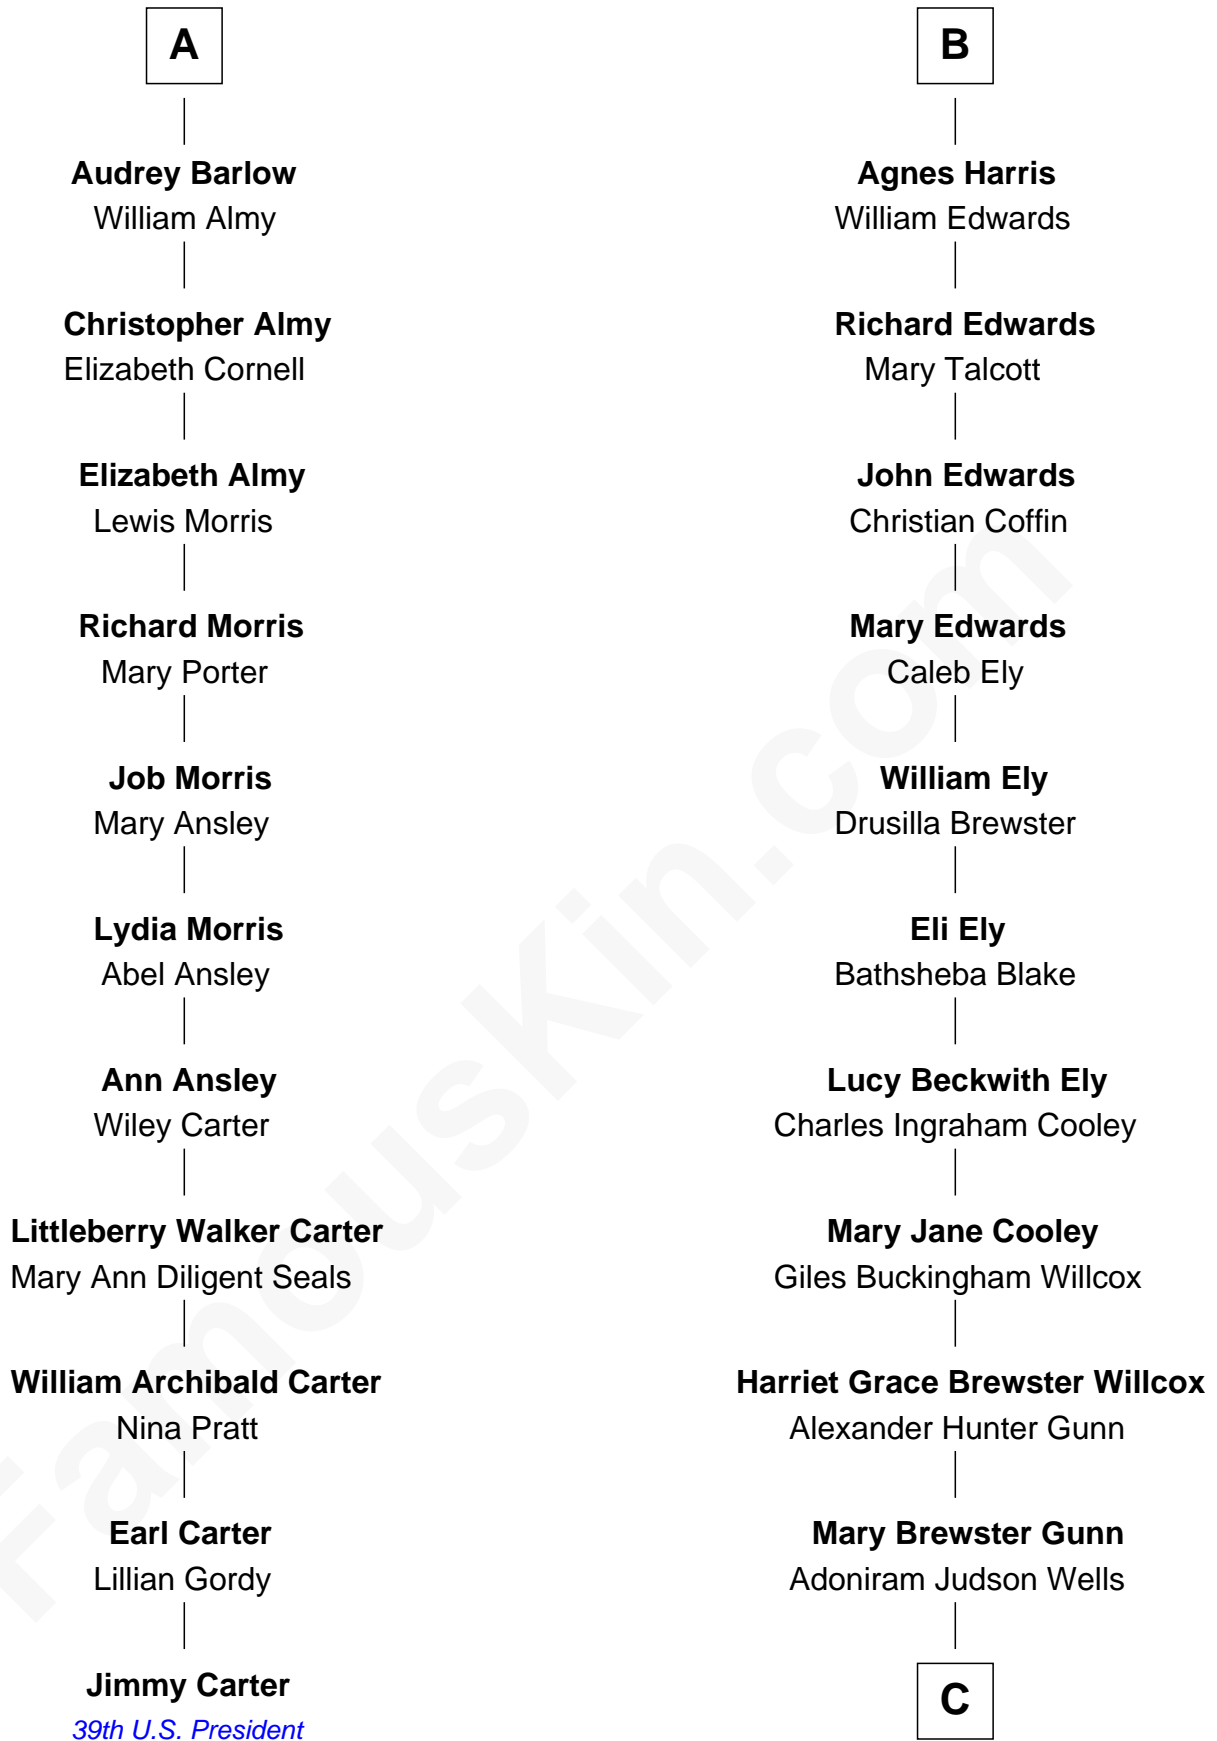 A
Audrey Barlow
William Almy
Christopher Almy
Elizabeth Cornell
Elizabeth Almy
Lewis Morris
Richard Morris
Mary Porter
Job Morris
Mary Ansley
Lydia Morris
Abel Ansley
Ann Ansley
Wiley Carter
Littleberry Walker Carter
Mary Ann Diligent Seals
William Archibald Carter
Nina Pratt
Earl Carter
Lillian Gordy
Jimmy Carter
39th U.S. President
B
Agnes Harris
William Edwards
Richard Edwards
Mary Talcott
John Edwards
Christian Coffin
Mary Edwards
Caleb Ely
William Ely
Drusilla Brewster
Eli Ely
Bathsheba Blake
Lucy Beckwith Ely
Charles Ingraham Cooley
Mary Jane Cooley
Giles Buckingham Willcox
Harriet Grace Brewster Willcox
Alexander Hunter Gunn
Mary Brewster Gunn
Adoniram Judson Wells
C
FamousKin.com